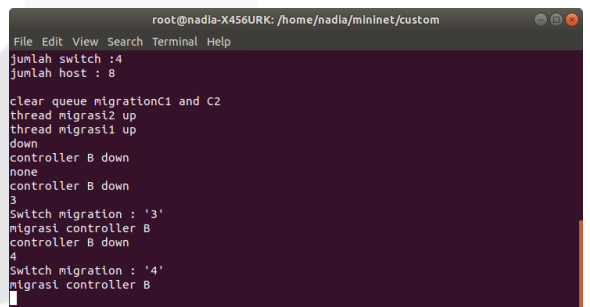 root@nadia-X456URK: /home/nadia/mininet/custom
File Edit View Search Terminal Help
jumlah switch :4
jumlah host : 8
clear queue migrationC1 and C2
thread migrasi2 up
thread migrasi1 up
down
controller B down
none
controller B down
3
Switch migration : '3'
migrasi controller B
controller B down
4
Switch migration : '4'
migrasi controller B